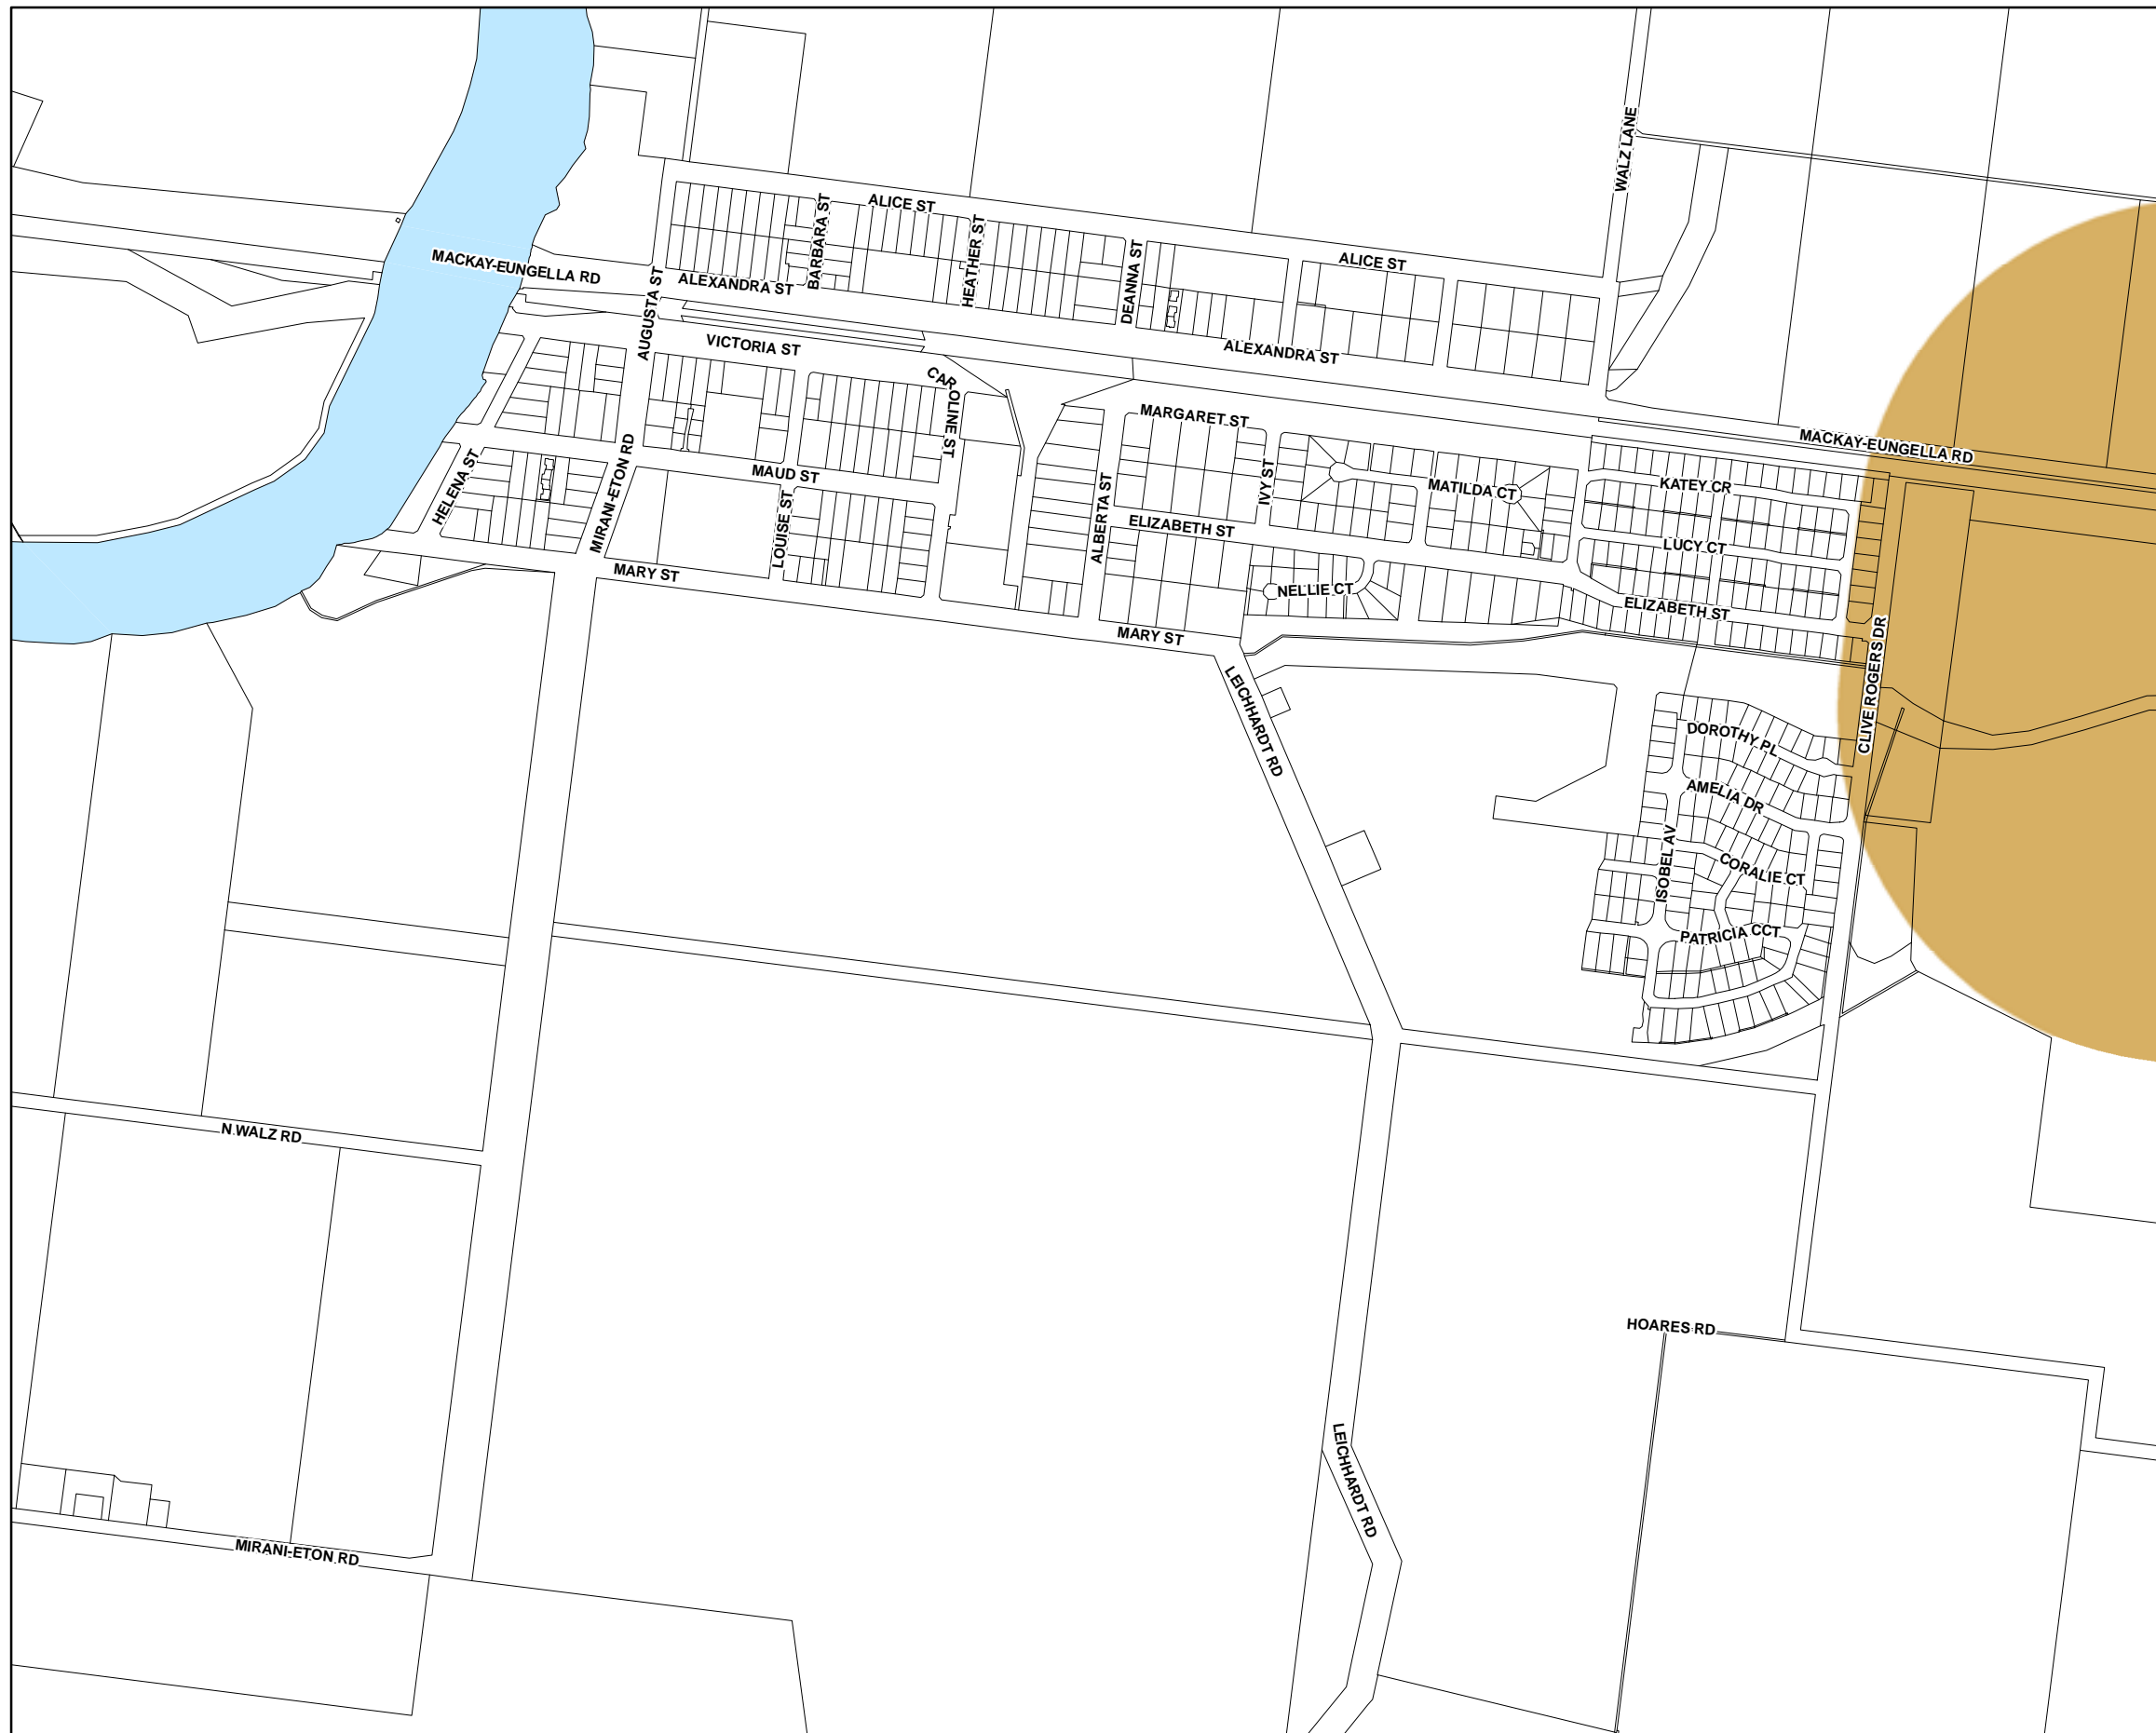 WALZ LANE
BARBARA ST
ALICE ST
HEATHER ST
DEANNA ST
ALICE ST
MACKAY-EUNGELLA RD
AUGUSTA ST
ALEXANDRA ST
VICTORIA ST
ALEXANDRA ST
CAROLINE ST
MARGARET ST
MACKAY-EUNGELLA RD
HELENA ST
MIRANI-ETON RD
MAUD ST
LOUISE ST
ALBERTA ST
IVY ST
MATILDA CT
KATEY CR
ELIZABETH ST
LUCY CT
MARY ST
NELLIE CT
ELIZABETH ST
MARY ST
CLIVE ROGERS DR
LEICHHARDT RD
DOROTHY PL
AMELIA DR
ISOBEL AV
CORALIE CT
PATRICIA CCT
N.WALZ RD
HOARES RD
LEICHHARDT RD
MIRANI-ETON RD